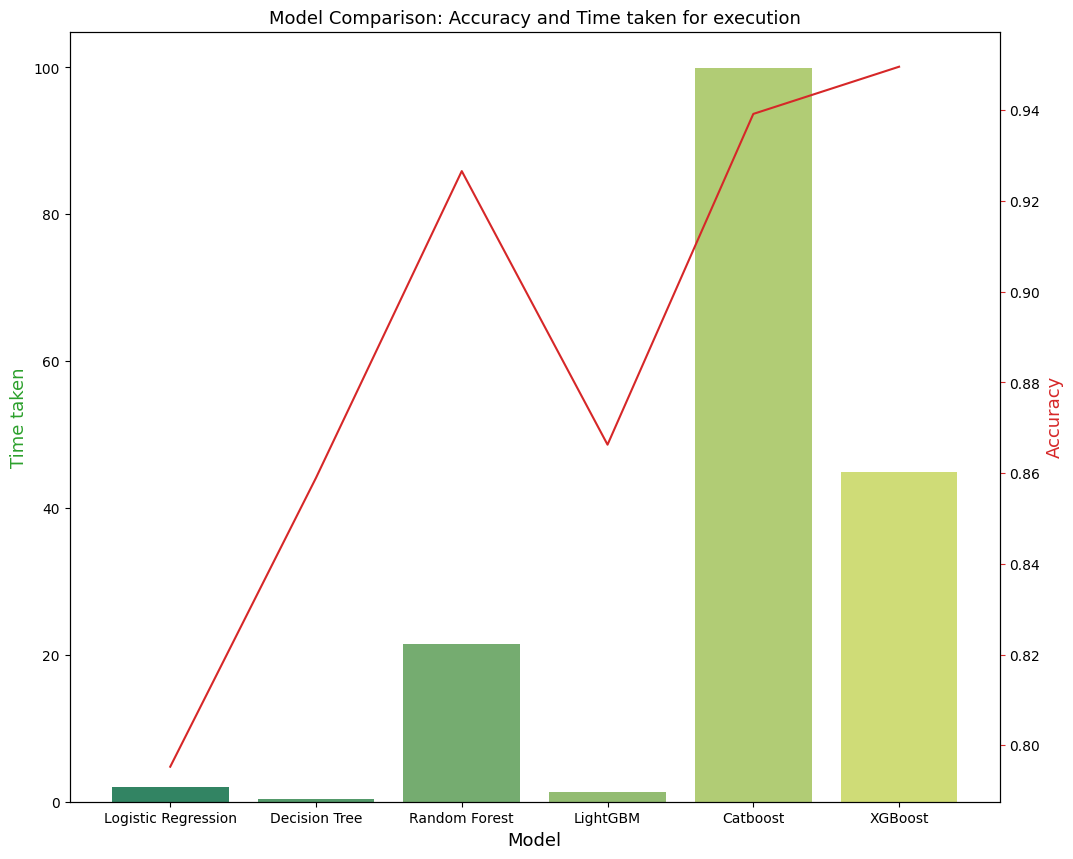 Model Comparison: Accuracy and Time taken for execution
Time taken
100
80
60
40
20
0
0.94
0.92
0.90
0.88
0.86
0.84
0.82
0.80
Accuracy
Logistic Regression
Decision Tree
Random Forest
LightGBM
Catboost
XGBoost
Model